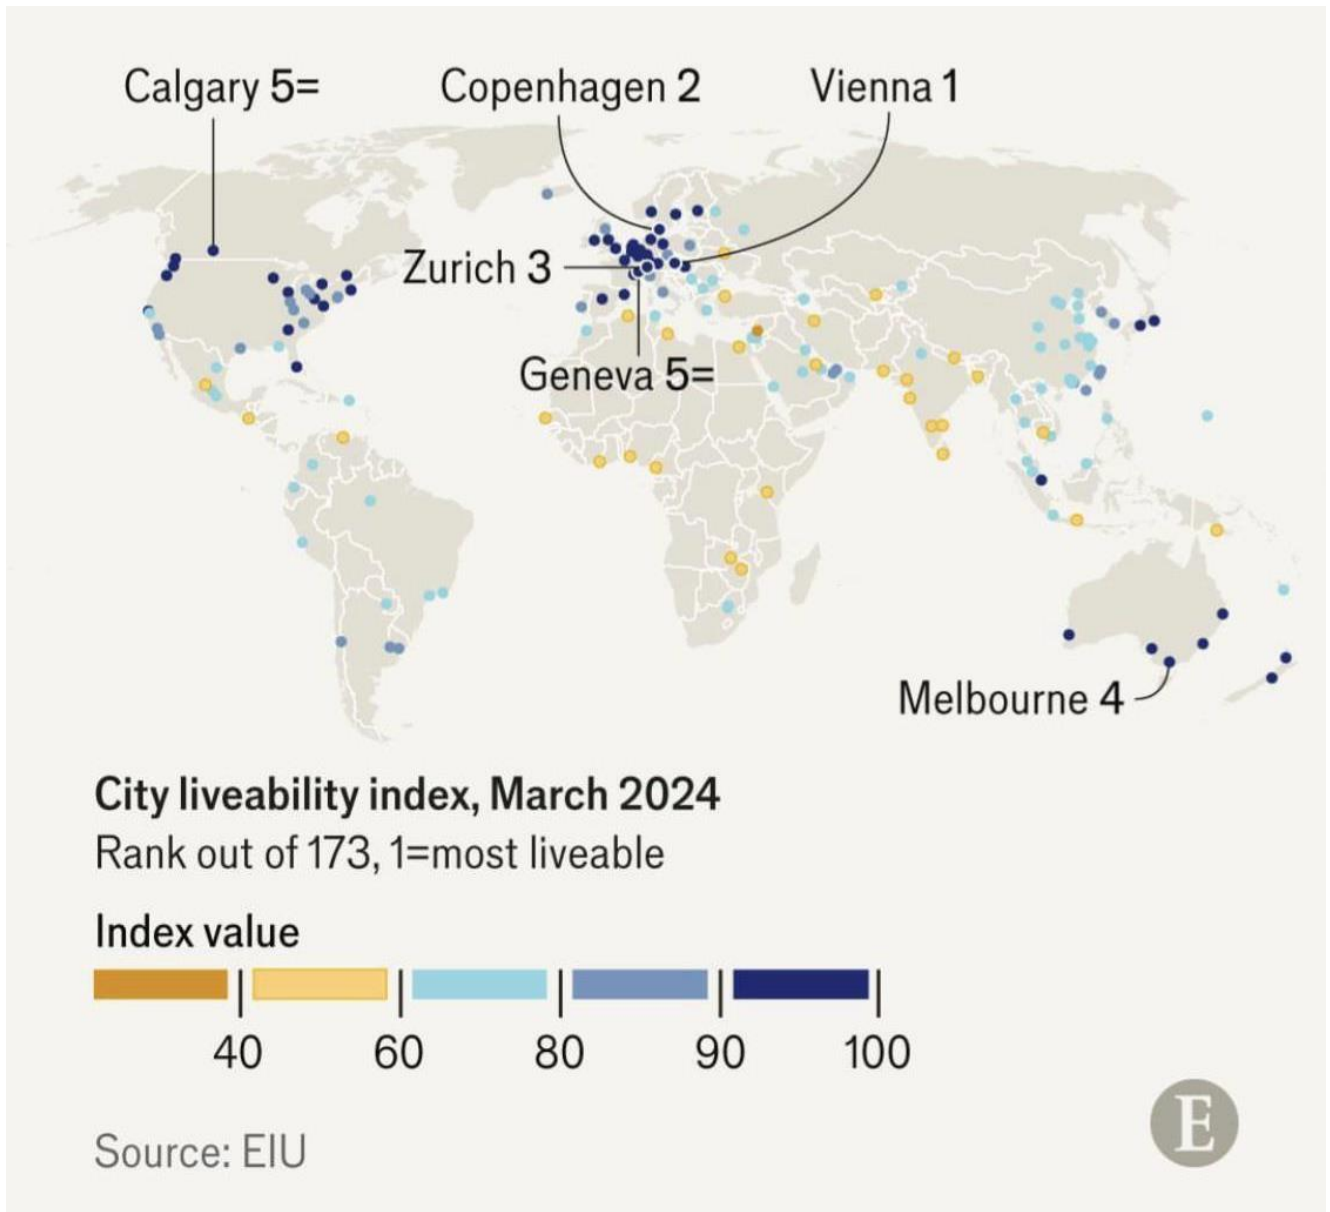 Calgary 5=
Copenhagen 2
Vienna 1
Zurich 3
Geneva 5=
Melbourne 4
City liveability index, March 2024
Rank out of 173, 1=most liveable
Index value
40 60 80 90 100
Source: EIU
E